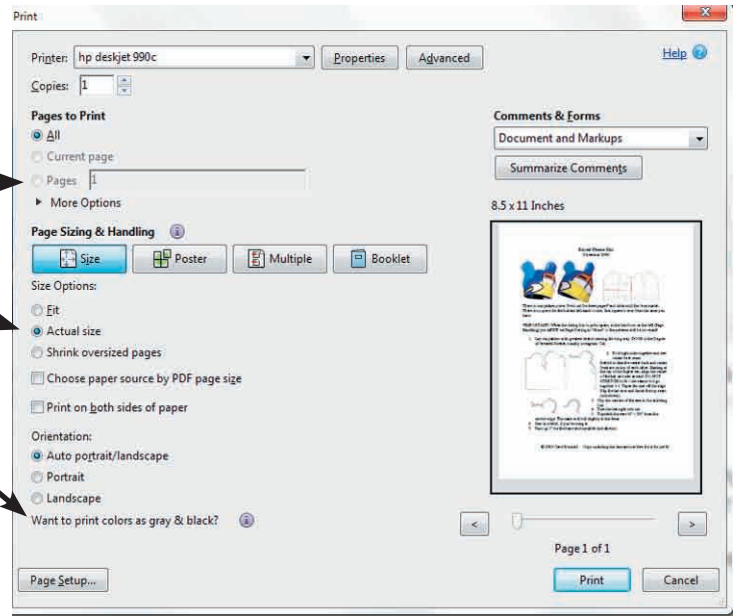 Print
Printer: hp deskjet 990c Properties Advanced Help
Copies: 1
Pages to Print
All
Current page
Pages 1
More Options
Comments & Forms
Document and Markups
Summarize Comments
8.5 x 11 Inches
Page Sizing & Handling
Size Poster Multiple Booklet
Size Options:
Fit
Actual size
Shrink oversized pages
Choose paper source by PDF page size
Print on both sides of paper
Orientation:
Auto portrait/landscape
Portrait
Landscape
Want to print colors as gray & black?
< >
Page 1 of 1
Page Setup... Print Cancel